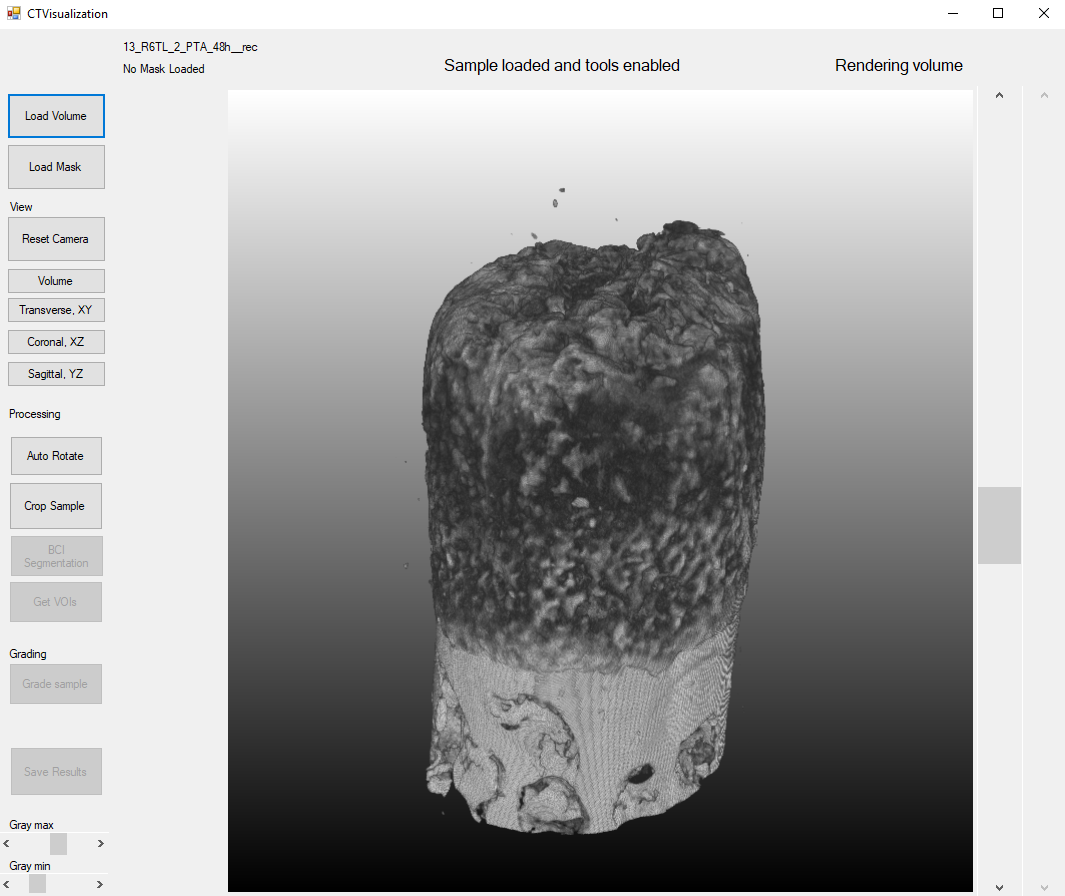 CTVisualization
13_R6TL_2_PTA_48h__rec
No Mask Loaded
Sample loaded and tools enabled
Rendering volume
Load Volume
Load Mask
View
Reset Camera
Volume
Transverse, XY
Coronal, XZ
Sagittal, YZ
Processing
Auto Rotate
Crop Sample
BCI
Segmentation
Get VOIs
Grading
Grade sample
Save Results
Gray max
Gray min